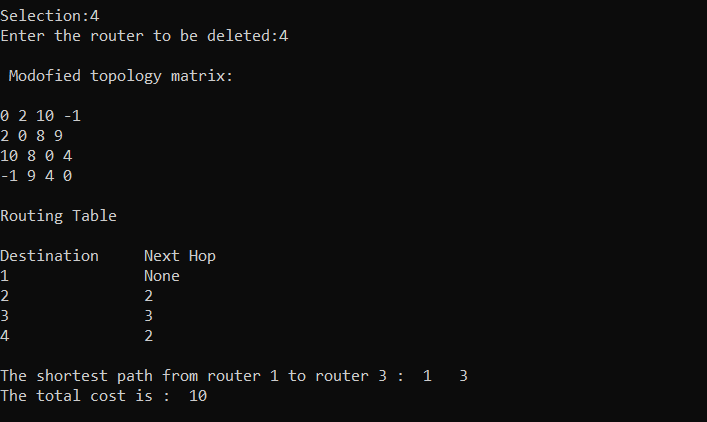 Selection:4
Enter the router to be deleted:4
Modofied topology matrix:
0 2 10 -1
2 0 8 9
10 8 0 4
-1 9 4 0
Routing Table
Destination     Next Hop
1               None
2               2
3               3
4               2
The shortest path from router 1 to router 3 :  1   3
The total cost is :  10